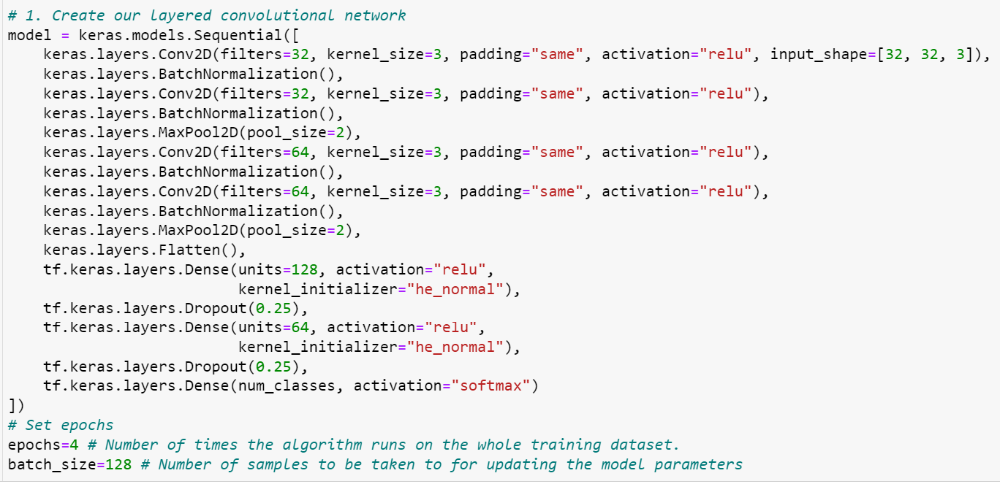 # 1. Create our layered convolutional network
model = keras.models.Sequential([
    keras.layers.Conv2D(filters=32, kernel_size=3, padding="same", activation="relu", input_shape=[32, 32, 3]),
    keras.layers.BatchNormalization(),
    keras.layers.Conv2D(filters=32, kernel_size=3, padding="same", activation="relu"),
    keras.layers.BatchNormalization(),
    keras.layers.MaxPool2D(pool_size=2),
    keras.layers.Conv2D(filters=64, kernel_size=3, padding="same", activation="relu"),
    keras.layers.BatchNormalization(),
    keras.layers.Conv2D(filters=64, kernel_size=3, padding="same", activation="relu"),
    keras.layers.BatchNormalization(),
    keras.layers.MaxPool2D(pool_size=2),
    keras.layers.Flatten(),
    tf.keras.layers.Dense(units=128, activation="relu",
                          kernel_initializer="he_normal"),
    tf.keras.layers.Dropout(0.25),
    tf.keras.layers.Dense(units=64, activation="relu",
                          kernel_initializer="he_normal"),
    tf.keras.layers.Dropout(0.25),
    tf.keras.layers.Dense(num_classes, activation="softmax")
])
# Set epochs
epochs=4 # Number of times the algorithm runs on the whole training dataset.
batch_size=128 # Number of samples to be taken to for updating the model parameters